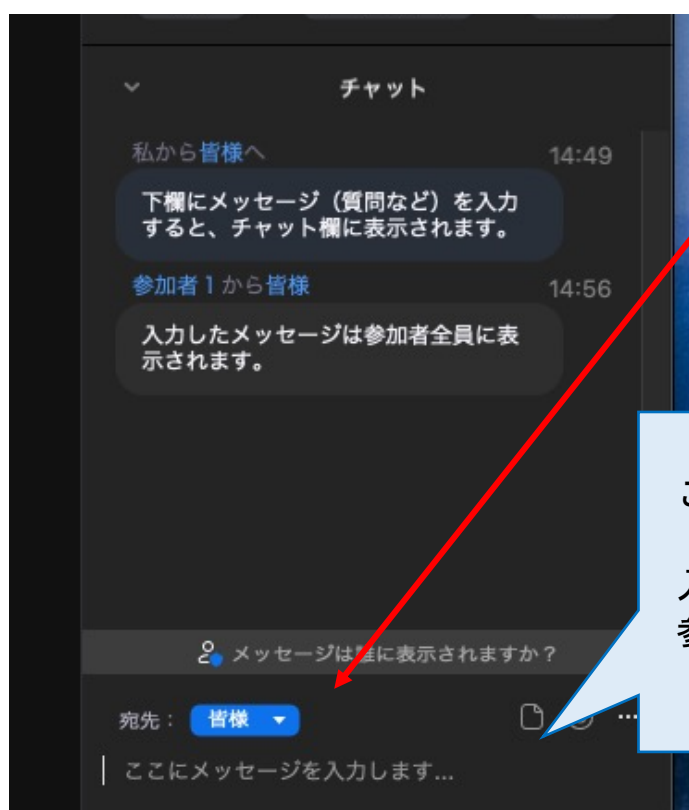 チャット
私から皆様へ 14:49
下欄にメッセージ（質問など）を入力
すると、チャット欄に表示されます。
参加者１から皆様 14:56
入力したメッセージは参加者全員に表
示されます。
メッセージは誰に表示されますか？
宛先： 皆様
ここにメッセージを入力します...